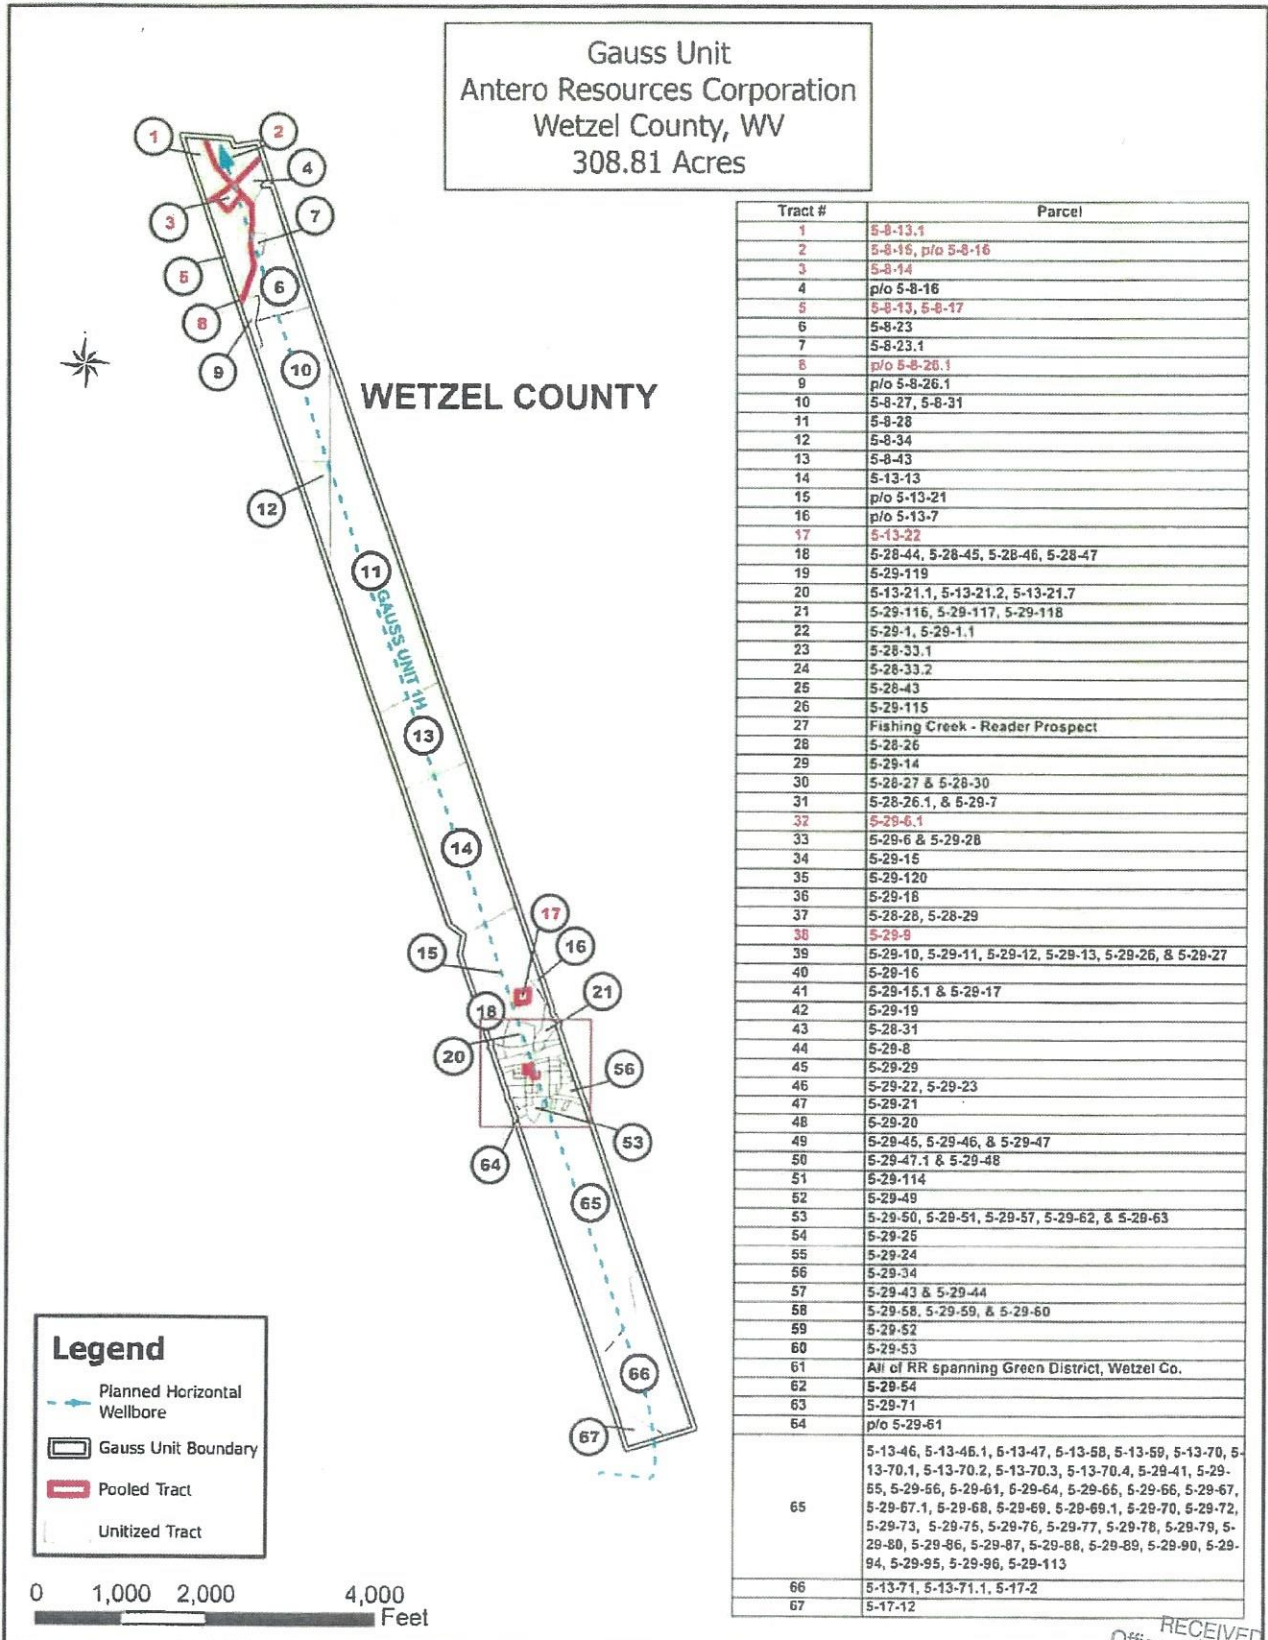 Gauss Unit
Antero Resources Corporation
Wetzel County, WV
308.81 Acres
1
2
4
3
7
5
6
8
9
10
WETZEL COUNTY
12
11
GAUSS UNIT 1H
13
14
17
15
16
18
21
20
56
53
64
65
66
67
Tract # Parcel
1 5-8-13.1
2 5-8-15, p/o 5-8-16
3 5-8-14
4 p/o 5-8-16
5 5-8-13, 5-8-17
6 5-8-23
7 5-8-23.1
8 p/o 5-8-26.1
9 p/o 5-8-26.1
10 5-8-27, 5-8-31
11 5-8-28
12 5-8-34
13 5-8-43
14 5-13-13
15 p/o 5-13-21
16 p/o 5-13-7
17 5-13-22
18 5-28-44, 5-28-45, 5-28-46, 5-28-47
19 5-29-119
20 5-13-21.1, 5-13-21.2, 5-13-21.7
21 5-29-116, 5-29-117, 5-29-118
22 5-29-1, 5-29-1.1
23 5-28-33.1
24 5-28-33.2
25 5-28-43
26 5-29-115
27 Fishing Creek - Reader Prospect
28 5-28-26
29 5-29-14
30 5-28-27 & 5-28-30
31 5-28-26.1, & 5-29-7
32 5-29-6.1
33 5-29-6 & 5-29-28
34 5-29-15
35 5-29-120
36 5-29-18
37 5-28-28, 5-28-29
38 5-29-9
39 5-29-10, 5-29-11, 5-29-12, 5-29-13, 5-29-26, & 5-29-27
40 5-29-16
41 5-29-15.1 & 5-29-17
42 5-29-19
43 5-28-31
44 5-29-8
45 5-29-29
46 5-29-22, 5-29-23
47 5-29-21
48 5-29-20
49 5-29-45, 5-29-46, & 5-29-47
50 5-29-47.1 & 5-29-48
51 5-29-114
52 5-29-49
53 5-29-50, 5-29-51, 5-29-57, 5-29-62, & 5-29-63
54 5-29-25
55 5-29-24
56 5-29-34
57 5-29-43 & 5-29-44
58 5-29-58, 5-29-59, & 5-29-60
59 5-29-52
60 5-29-53
61 All of RR spanning Green District, Wetzel Co.
62 5-29-54
63 5-29-71
64 p/o 5-29-61
65 5-13-46, 5-13-46.1, 5-13-47, 5-13-58, 5-13-59, 5-13-70, 5-
13-70.1, 5-13-70.2, 5-13-70.3, 5-13-70.4, 5-29-41, 5-29-
55, 5-29-56, 5-29-61, 5-29-64, 5-29-65, 5-29-66, 5-29-67,
5-29-67.1, 5-29-68, 5-29-69, 5-29-69.1, 5-29-70, 5-29-72,
5-29-73, 5-29-75, 5-29-76, 5-29-77, 5-29-78, 5-29-79, 5-
29-80, 5-29-86, 5-29-87, 5-29-88, 5-29-89, 5-29-90, 5-29-
94, 5-29-95, 5-29-96, 5-29-113
66 5-13-71, 5-13-71.1, 5-17-2
67 5-17-12
Legend
Planned Horizontal
Wellbore
Gauss Unit Boundary
Pooled Tract
Unitized Tract
0 1,000 2,000 4,000
Feet
RECEIVED